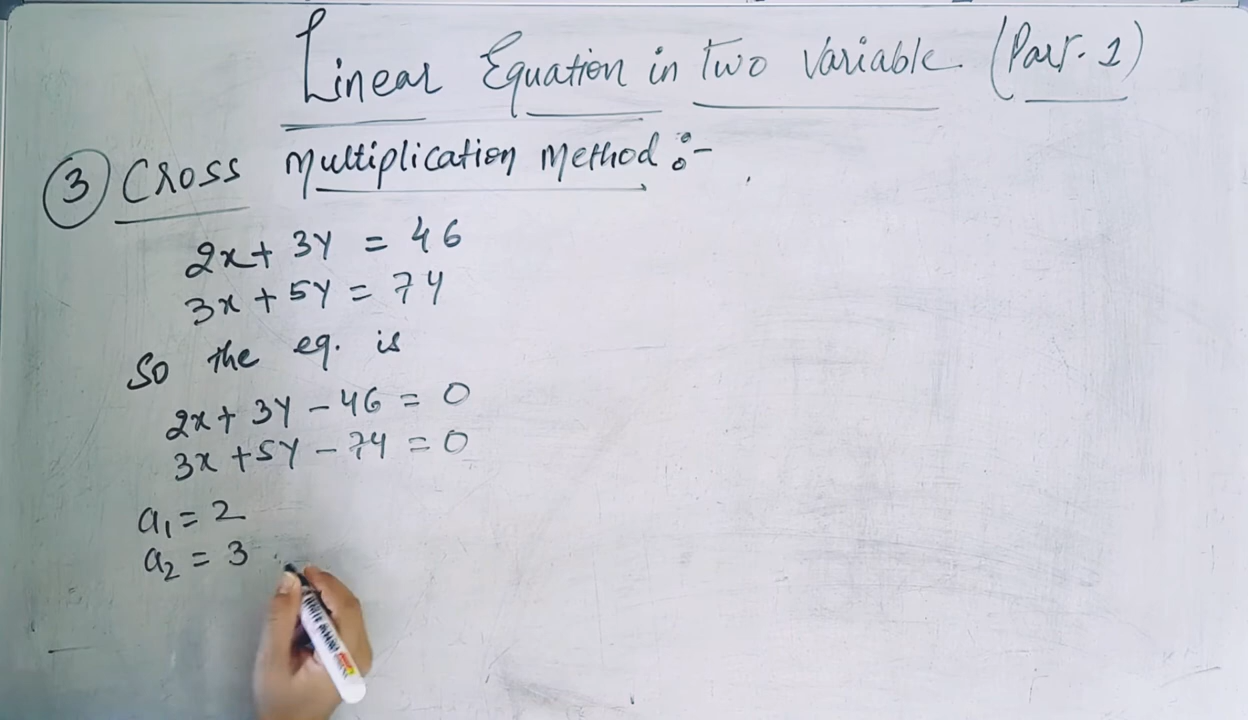 Linear Equation in Two Variable. (Part-1)
3 Cross Multiplication Method :-
2x + 3y = 46
3x + 5y = 74
So the eq. is
2x + 3y - 46 = 0
3x + 5y - 74 = 0
a₁ = 2
a₂ = 3